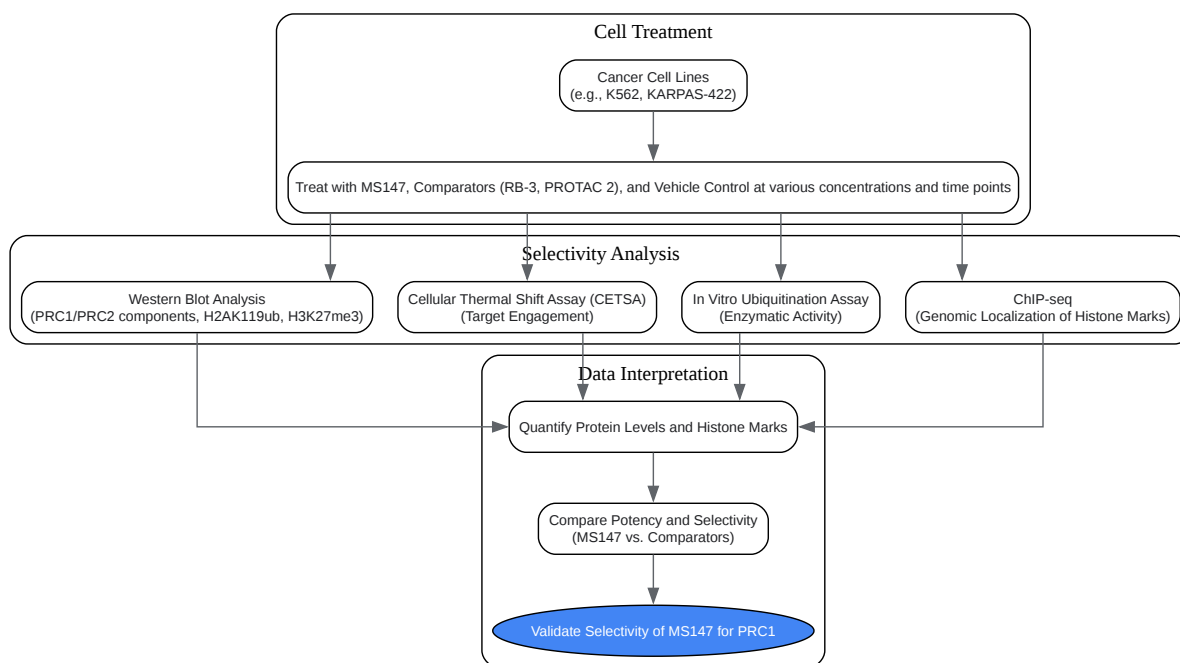 Cell Treatment
Cancer Cell Lines
(e.g., K562, KARPAS-422)
Treat with MS147, Comparators (RB-3, PROTAC 2), and Vehicle Control at various concentrations and time points
Selectivity Analysis
Western Blot Analysis
(PRC1/PRC2 components, H2AK119ub, H3K27me3)
Cellular Thermal Shift Assay (CETSA)
(Target Engagement)
In Vitro Ubiquitination Assay
(Enzymatic Activity)
ChIP-seq
(Genomic Localization of Histone Marks)
Data Interpretation
Quantify Protein Levels and Histone Marks
Compare Potency and Selectivity
(MS147 vs. Comparators)
Validate Selectivity of MS147 for PRC1